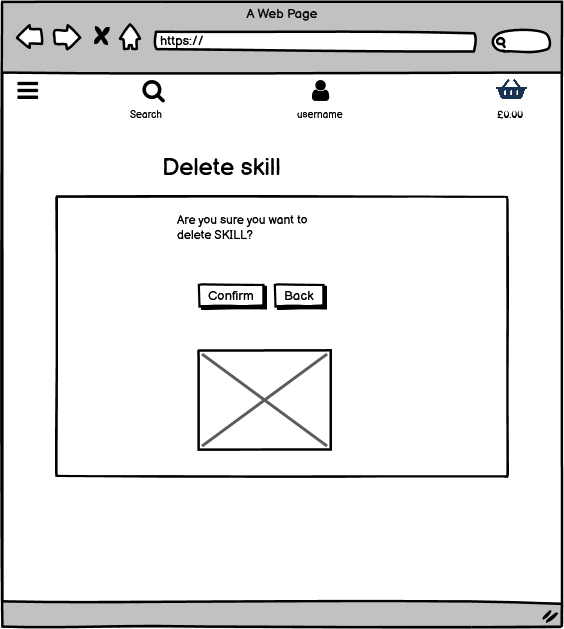 A Web Page
https://
Search
username
£0.00
Delete skill
Are you sure you want to
delete SKILL?
Confirm
Back